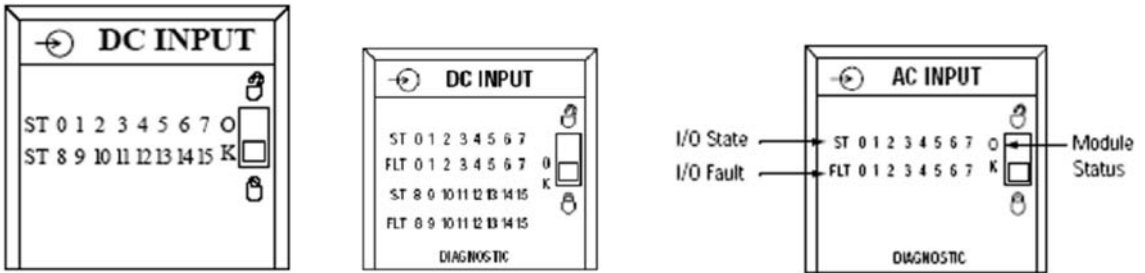 DC INPUT
ST 0 1 2 3 4 5 6 7 O
ST 8 9 10 11 12 13 14 15 K
DC INPUT
ST 0 1 2 3 4 5 6 7
FLT 0 1 2 3 4 5 6 7 O
K
ST 8 9 10 11 12 13 14 15
FLT 8 9 10 11 12 13 14 15
DIAGNOSTIC
AC INPUT
I/O State ST 0 1 2 3 4 5 6 7 O Module
I/O Fault FLT 0 1 2 3 4 5 6 7 K Status
DIAGNOSTIC